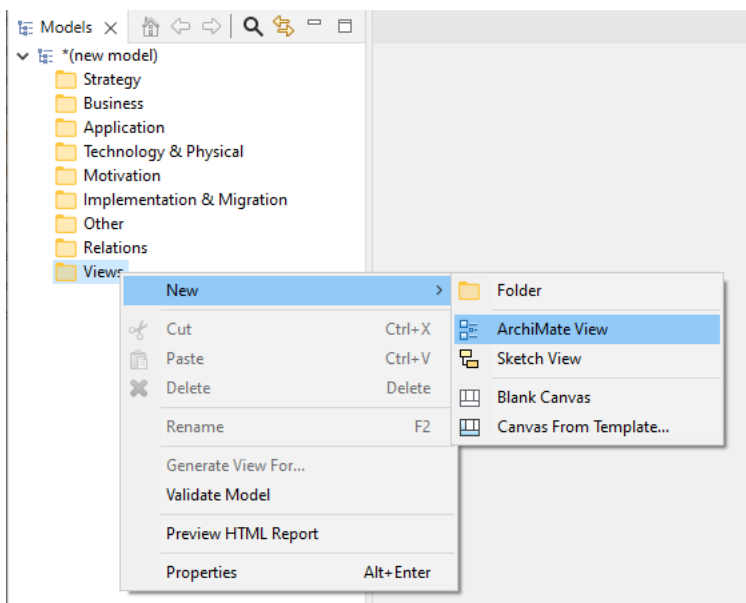 Models
*(new model)
Strategy
Business
Application
Technology & Physical
Motivation
Implementation & Migration
Other
Relations
Views
New
Cut Ctrl+X
Paste Ctrl+V
Delete Delete
Rename F2
Generate View For...
Validate Model
Preview HTML Report
Properties Alt+Enter
Folder
ArchiMate View
Sketch View
Blank Canvas
Canvas From Template...